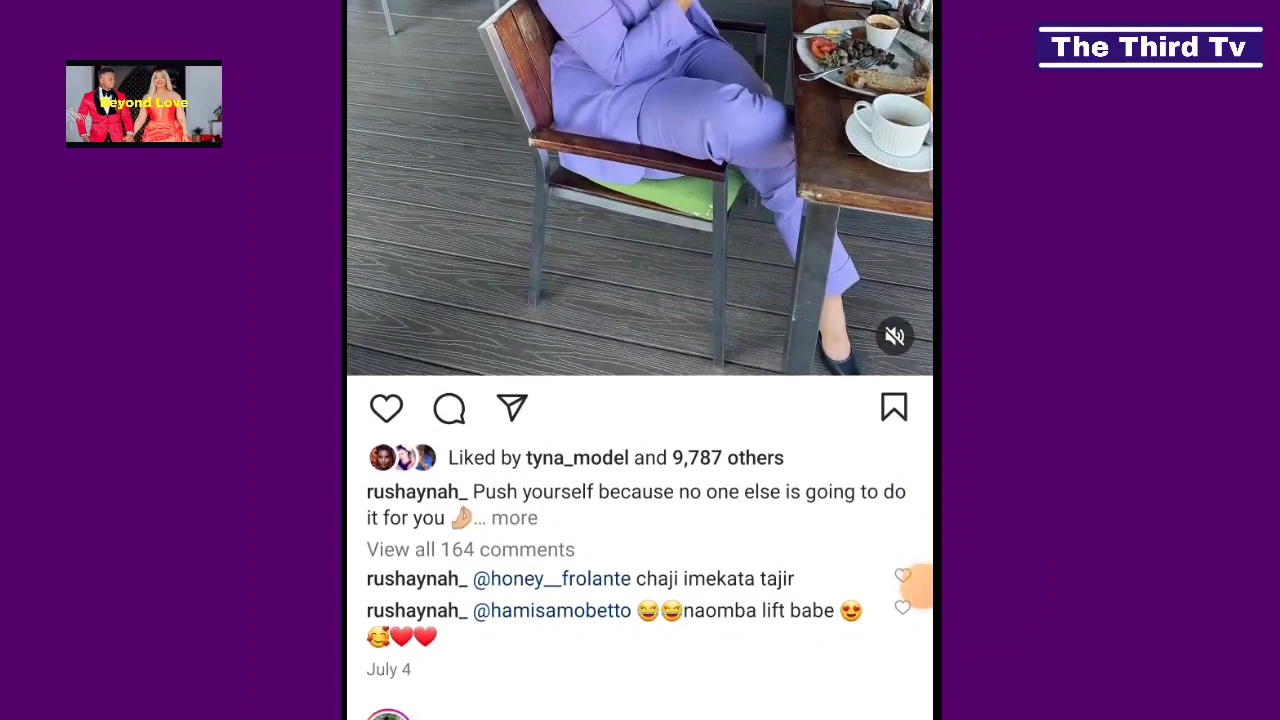 The Third Tv
Beyond Love
Liked by tyna_model and 9,787 others
rushaynah_ Push yourself because no one else is going to do
it for you 🤌🏼... more
View all 164 comments
rushaynah_ @honey__frolante chaji imekata tajir
rushaynah_ @hamisamobetto 😂😂naomba lift babe 😍
🥰❤️❤️
July 4